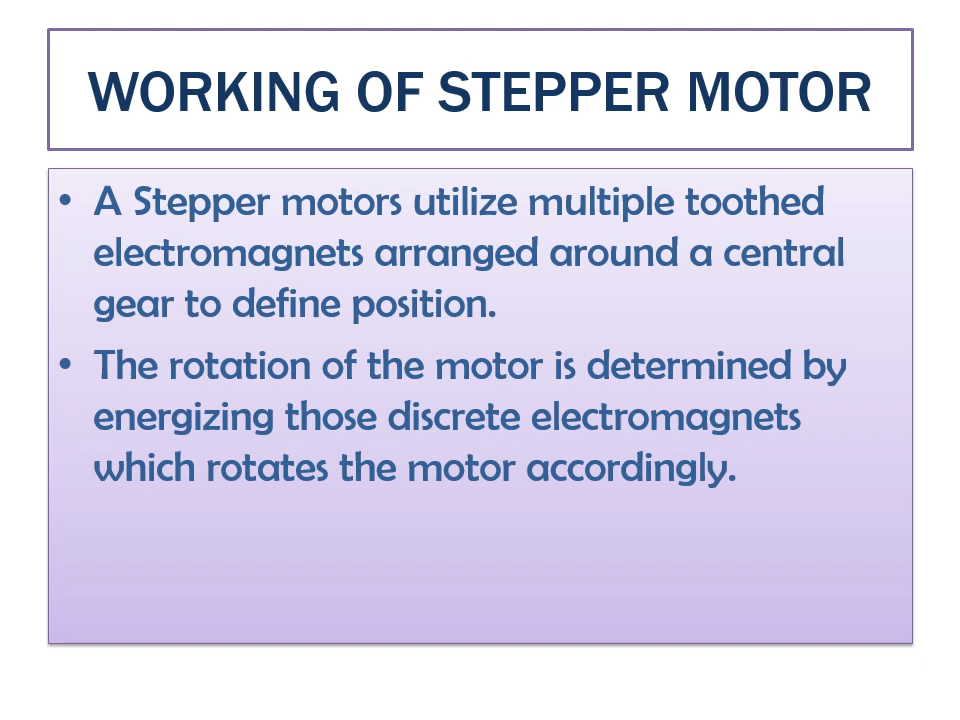 WORKING OF STEPPER MOTOR
• A Stepper motors utilize multiple toothed
electromagnets arranged around a central
gear to define position.
• The rotation of the motor is determined by
energizing those discrete electromagnets
which rotates the motor accordingly.